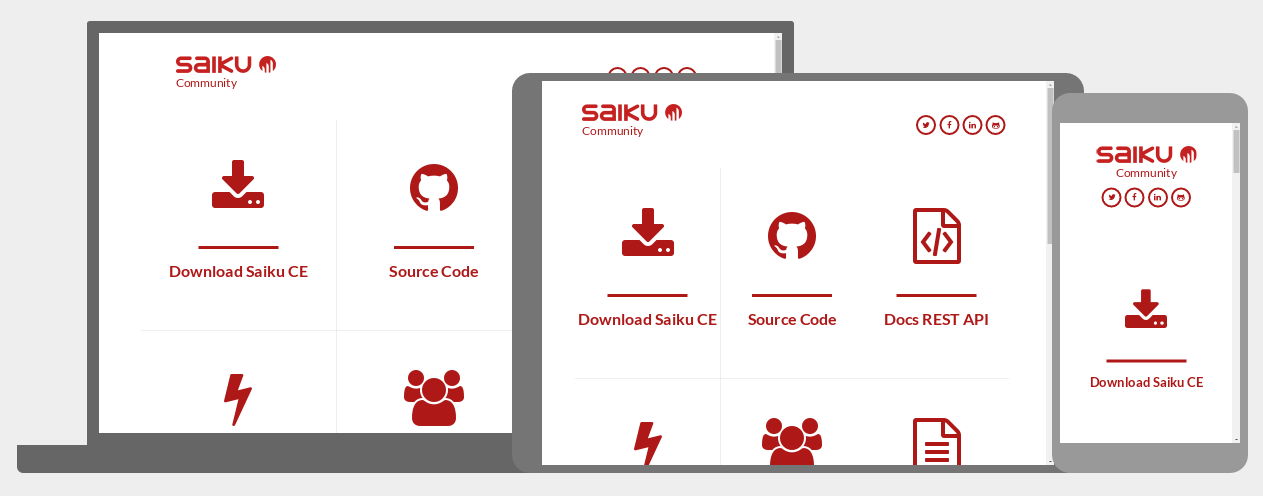 SAIKU
Community
Download Saiku CE
Source Code
SAIKU
Community
Download Saiku CE
Source Code
Docs REST API
SAIKU
Community
Download Saiku CE